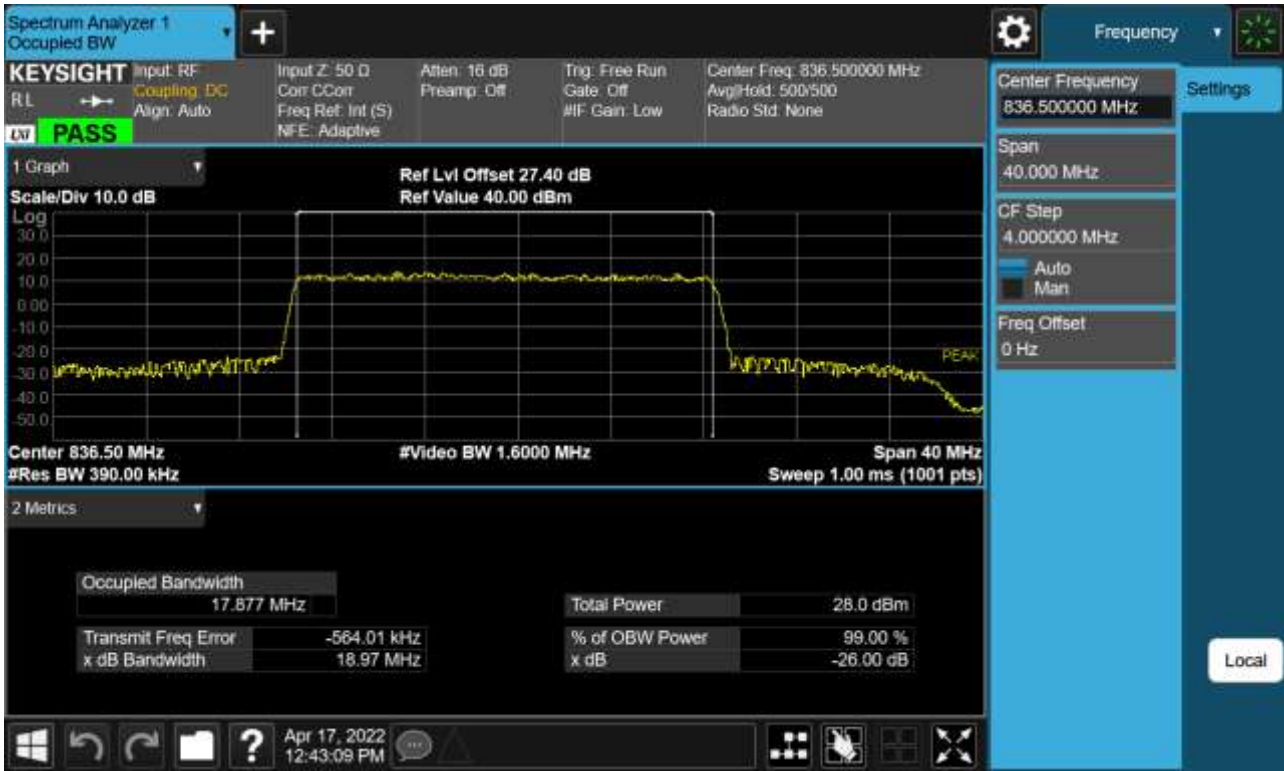 Spectrum Analyzer 1
Occupied BW
+
Frequency
KEYSIGHT
RL
LXI
PASS
Input: RF
Coupling: DC
Align: Auto
Input Z: 50 Ω
Corr CCorr
Freq Ref: Int (S)
NFE: Adaptive
Atten: 16 dB
Preamp: Off
Trig: Free Run
Gate: Off
#IF Gain: Low
Center Freq: 836.500000 MHz
Avg|Hold: 500/500
Radio Std: None
Center Frequency
836.500000 MHz
Settings
Span
40.000 MHz
CF Step
4.000000 MHz
Auto
Man
Freq Offset
0 Hz
Local
1 Graph
Scale/Div 10.0 dB
Ref Lvl Offset 27.40 dB
Ref Value 40.00 dBm
Log
30.0
20.0
10.0
0.00
-10.0
-20.0
-30.0
-40.0
-50.0
PEAK
Center 836.50 MHz
#Video BW 1.6000 MHz
Span 40 MHz
#Res BW 390.00 kHz
Sweep 1.00 ms (1001 pts)
2 Metrics
Occupied Bandwidth
17.877 MHz
Total Power 28.0 dBm
Transmit Freq Error -564.01 kHz
% of OBW Power 99.00 %
x dB Bandwidth 18.97 MHz
x dB -26.00 dB
?
Apr 17, 2022
12:43:09 PM